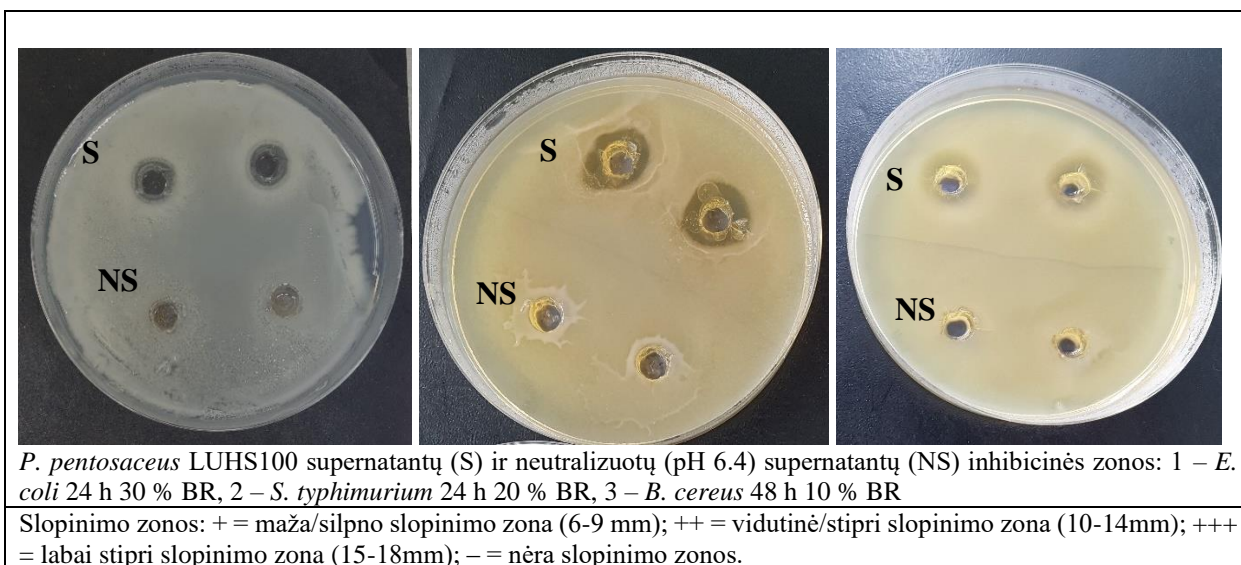 S
NS
S
NS
S
NS
P. pentosaceus LUHS100 supernatantų (S) ir neutralizuotų (pH 6.4) supernatantų (NS) inhibicinės zonos: 1 – E.
coli 24 h 30 % BR, 2 – S. typhimurium 24 h 20 % BR, 3 – B. cereus 48 h 10 % BR
Slopinimo zonos: + = maža/silpno slopinimo zona (6-9 mm); ++ = vidutinė/stipri slopinimo zona (10-14mm); +++
= labai stipri slopinimo zona (15-18mm); – = nėra slopinimo zonos.